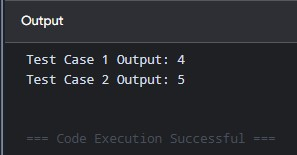 Output
Test Case 1 Output: 4
Test Case 2 Output: 5
=== Code Execution Successful ===